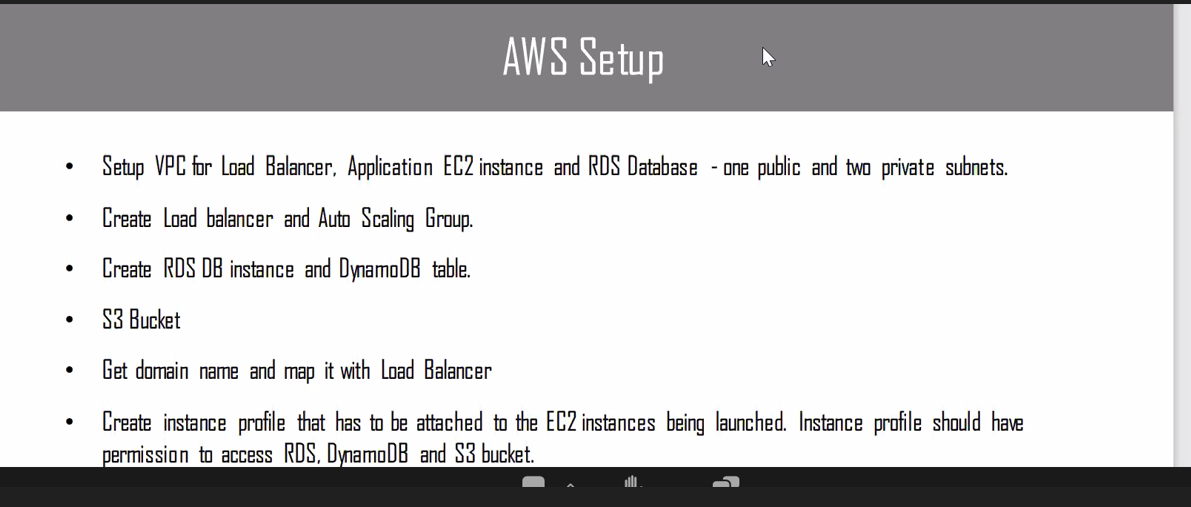 AWS Setup
• Setup VPC for Load Balancer, Application EC2 instance and RDS Database - one public and two private subnets.
• Create Load balancer and Auto Scaling Group.
• Create RDS DB instance and DynamoDB table.
• S3 Bucket
• Get domain name and map it with Load Balancer
• Create instance profile that has to be attached to the EC2 instances being launched. Instance profile should have
permission to access RDS, DynamoDB and S3 bucket.